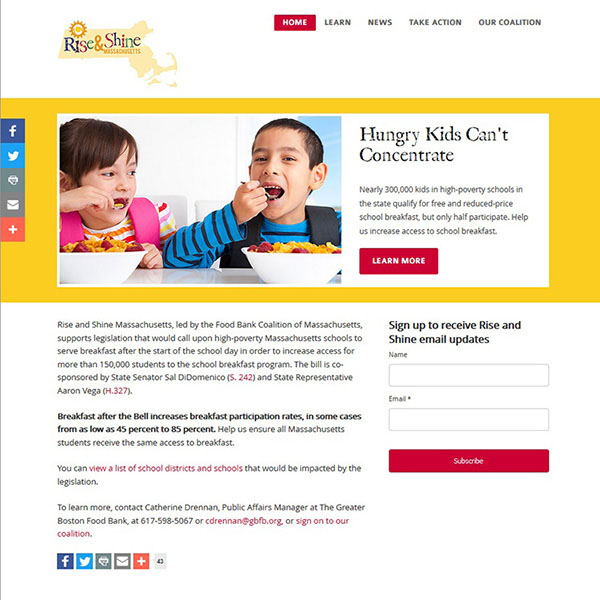 HOME LEARN NEWS TAKE ACTION OUR COALITION
Rise&Shine
MASSACHUSETTS
Hungry Kids Can't
Concentrate
Nearly 300,000 kids in high-poverty schools in
the state qualify for free and reduced-price
school breakfast, but only half participate. Help
us increase access to school breakfast.
LEARN MORE
Rise and Shine Massachusetts, led by the Food Bank Coalition of Massachusetts,
supports legislation that would call upon high-poverty Massachusetts schools to
serve breakfast after the start of the school day in order to increase access for
more than 150,000 students to the school breakfast program. The bill is co-
sponsored by State Senator Sal DiDomenico (S. 242) and State Representative
Aaron Vega (H.327).
Breakfast after the Bell increases breakfast participation rates, in some cases
from as low as 45 percent to 85 percent. Help us ensure all Massachusetts
students receive the same access to breakfast.
You can view a list of school districts and schools that would be impacted by the
legislation.
To learn more, contact Catherine Drennan, Public Affairs Manager at The Greater
Boston Food Bank, at 617-598-5067 or cdrennan@gbfb.org, or sign on to our
coalition.
43
Sign up to receive Rise and
Shine email updates
Name
Email *
Subscribe